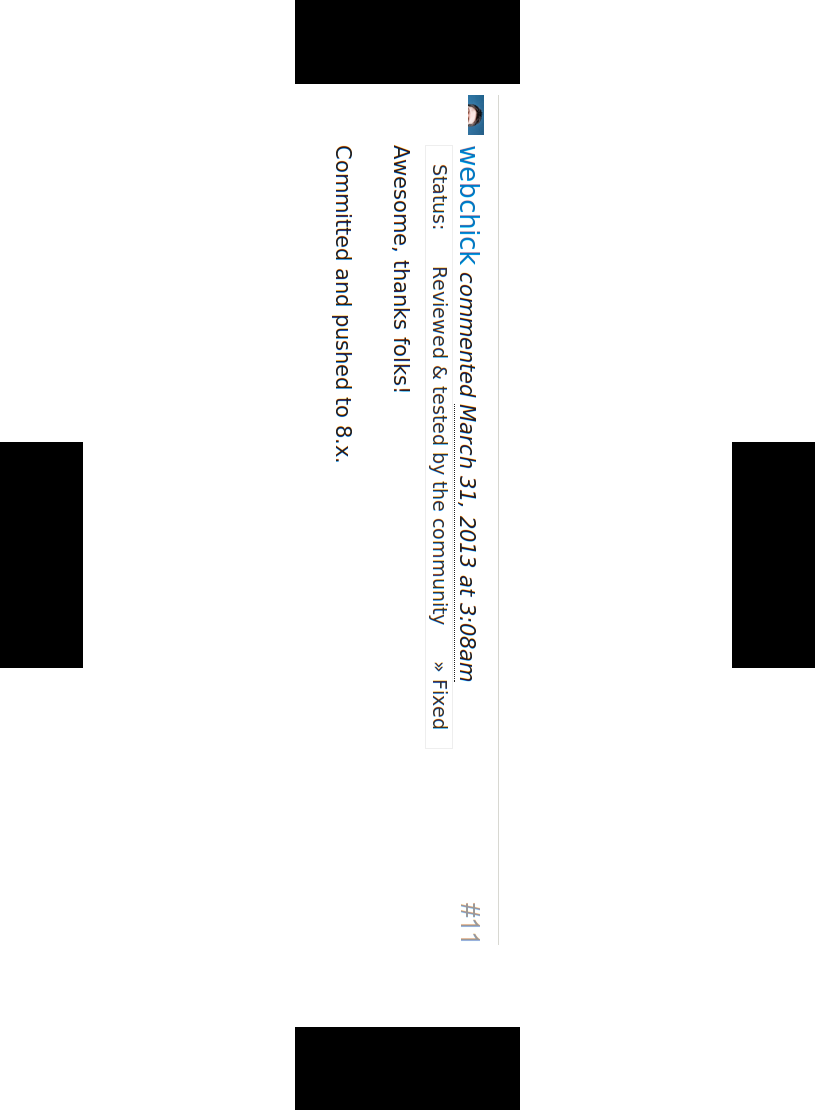 webchick commented March 31, 2013 at 3:08am
#11
Status: Reviewed & tested by the community » Fixed
Awesome, thanks folks!
Committed and pushed to 8.x.